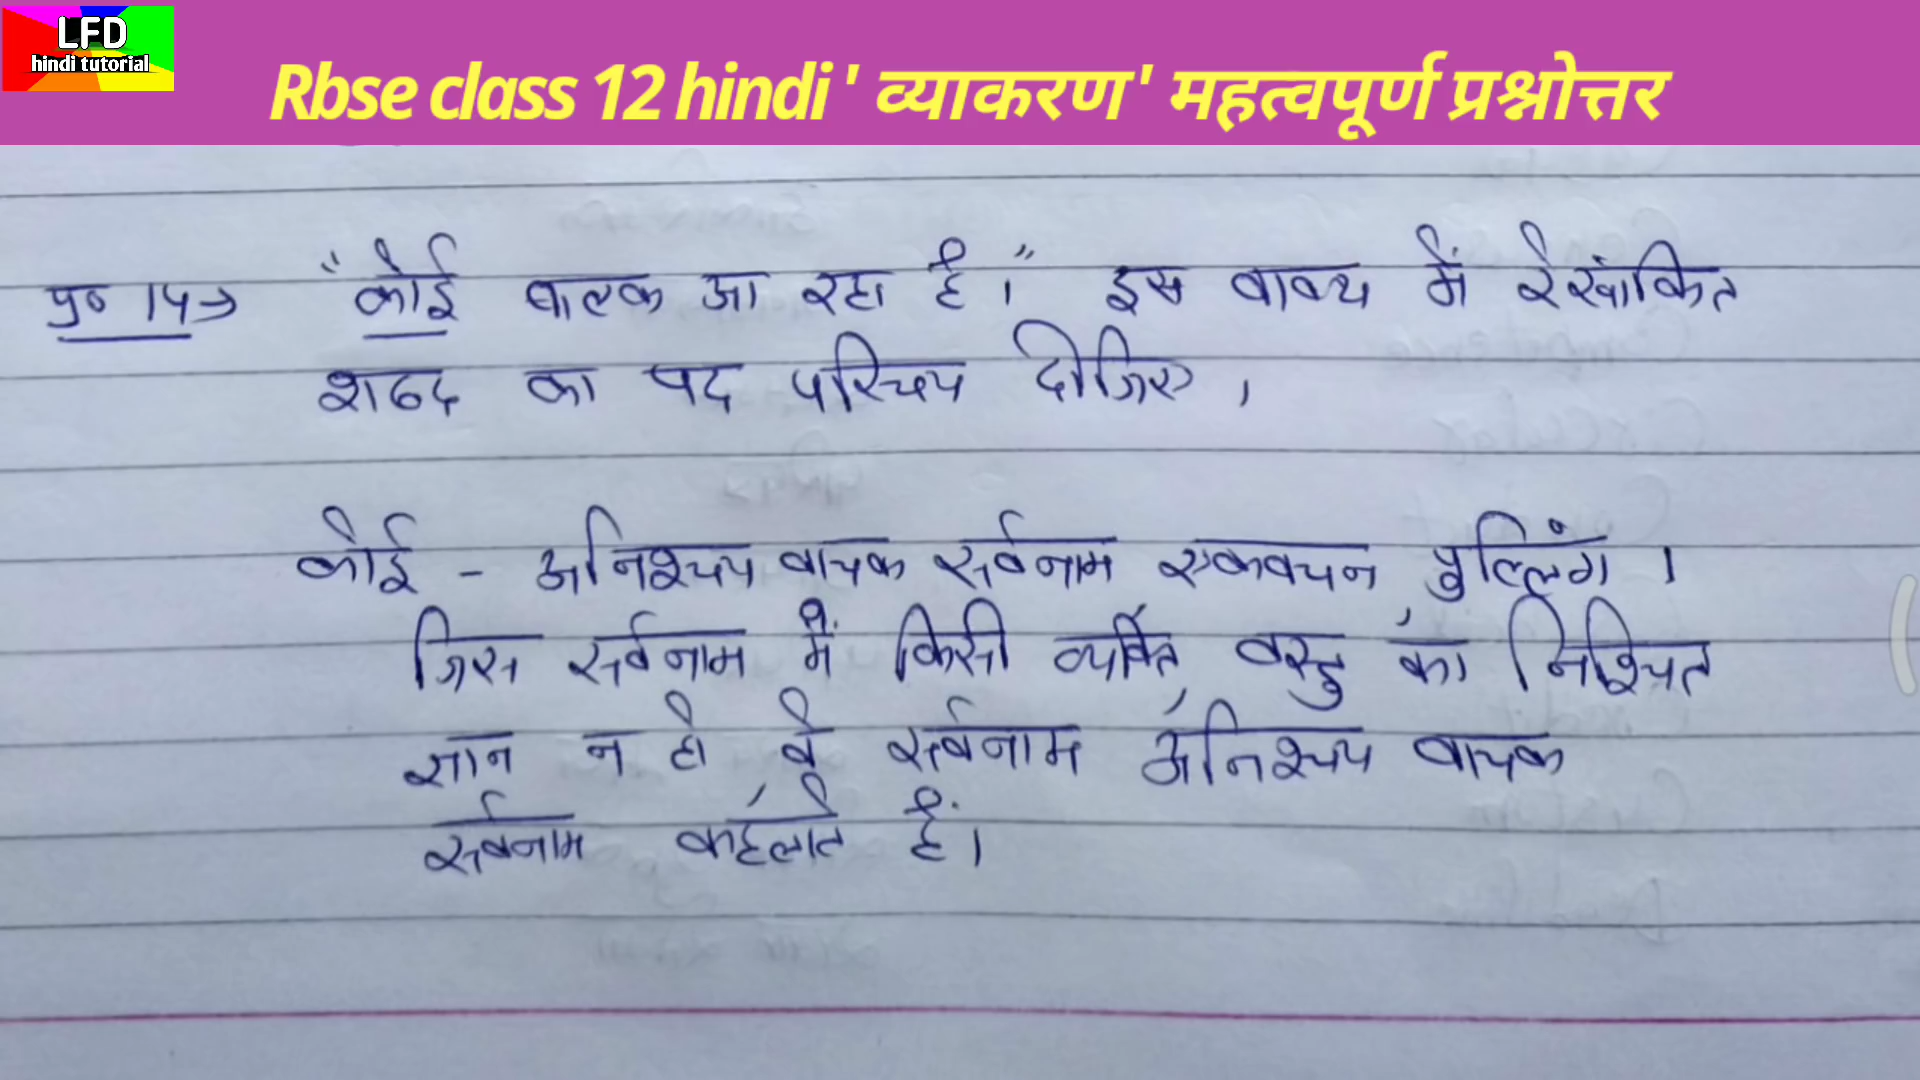 LFD
hindi tutorial
Rbse class 12 hindi ' व्याकरण' महत्वपूर्ण प्रश्नोत्तर
प्र० 14→ "कोई बालक आ रहा है।" इस वाक्य में रेखांकित
शब्द का पद परिचय दीजिए ।
कोई - अनिश्चय वाचक सर्वनाम एकवचन, पुल्लिंग ।
जिस सर्वनाम में किसी व्यक्ति, वस्तु का निश्चित
ज्ञान न हो, वे सर्वनाम अनिश्चय वाचक
सर्वनाम कहलाते हैं।